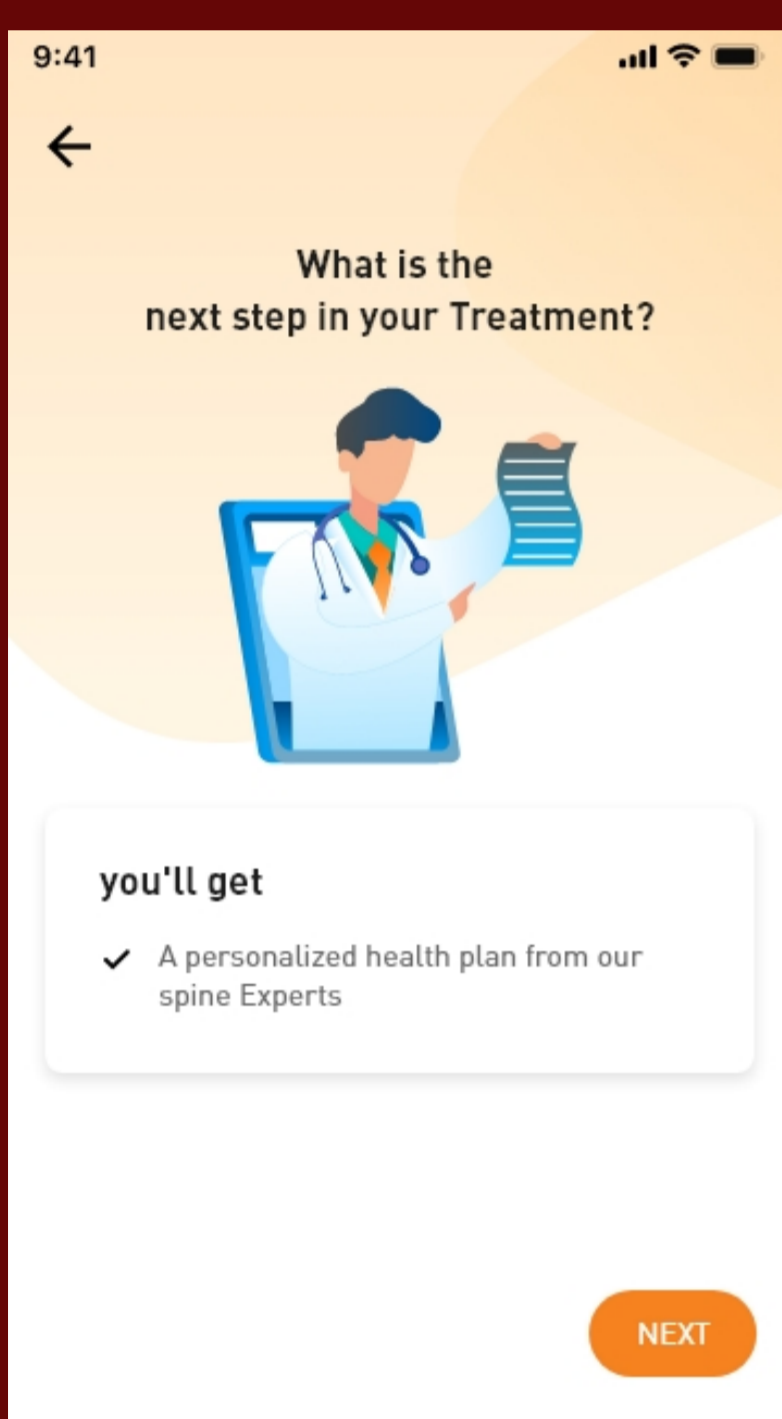 9:41
What is the
next step in your Treatment?
you'll get
A personalized health plan from our
spine Experts
NEXT